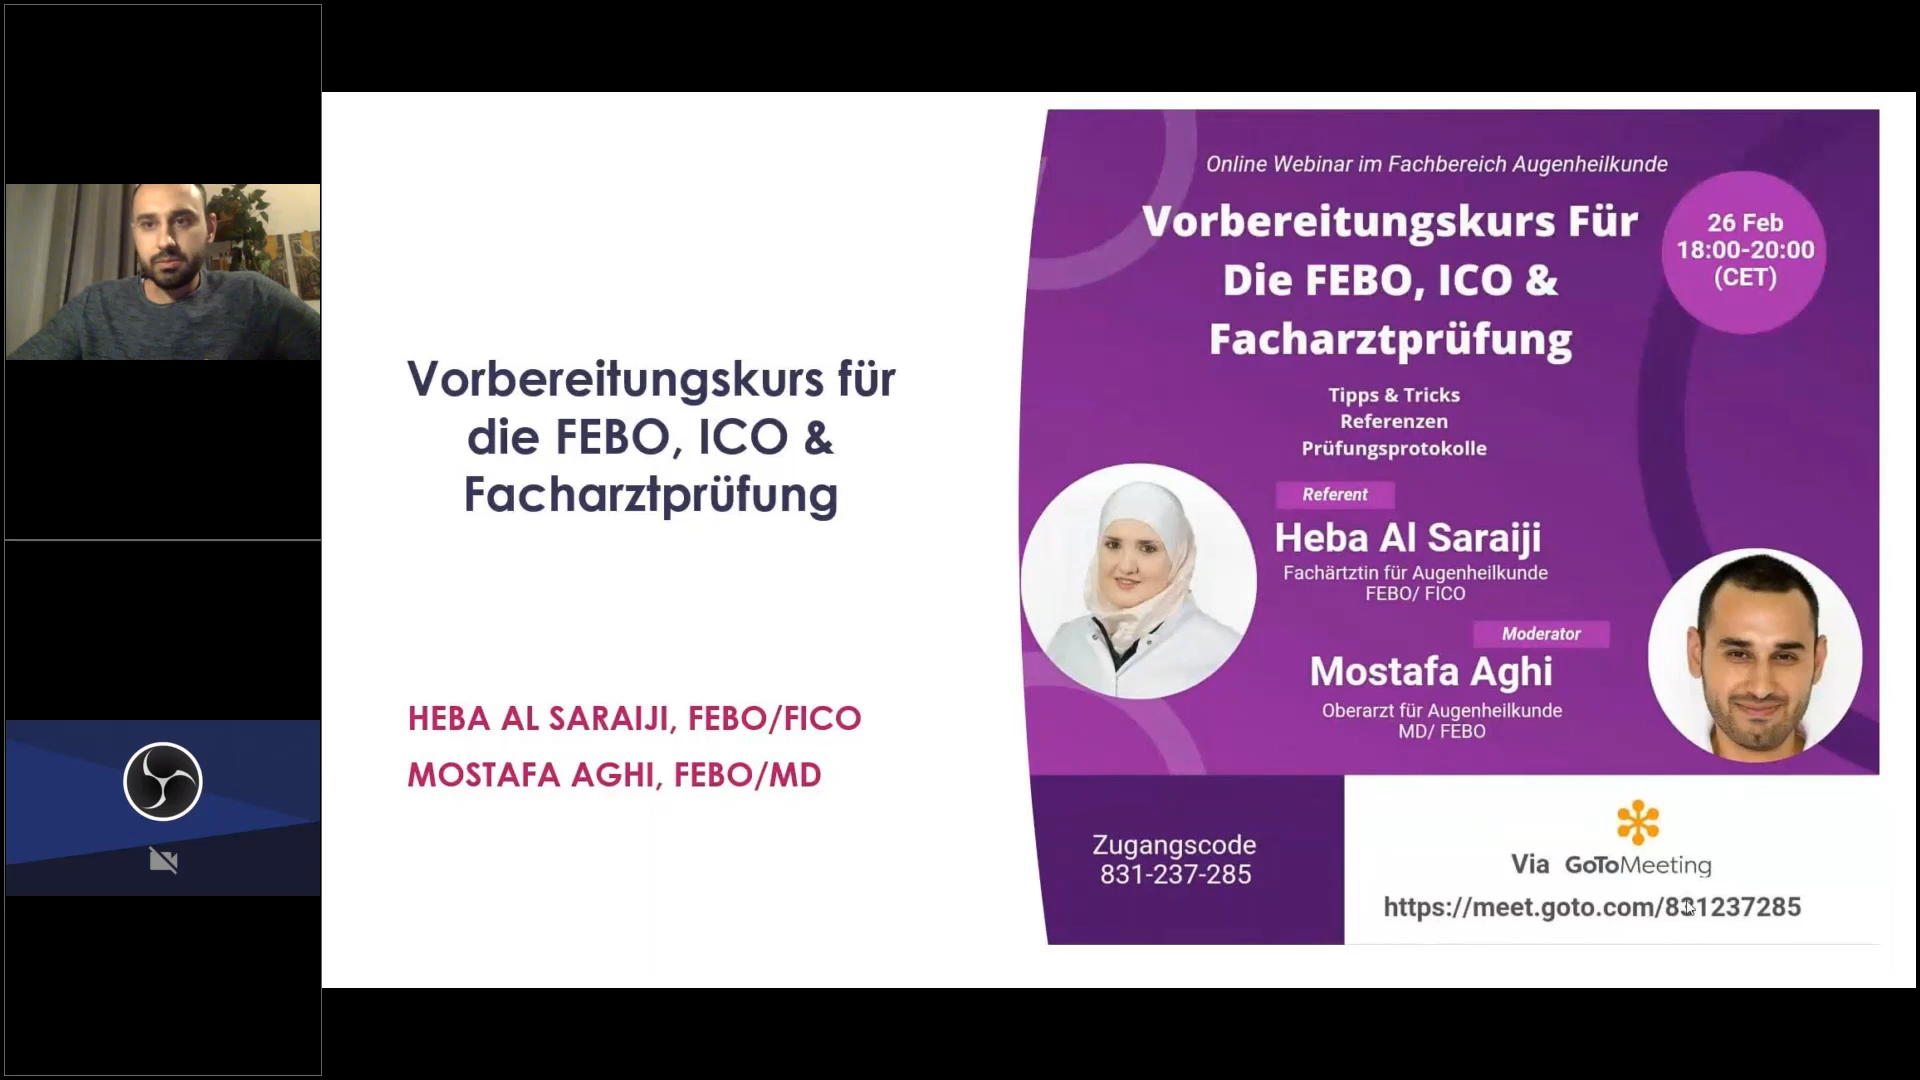 Vorbereitungskurs für
die FEBO, ICO &
Facharztprüfung
HEBA AL SARAIJI, FEBO/FICO
MOSTAFA AGHI, FEBO/MD
Online Webinar im Fachbereich Augenheilkunde
Vorbereitungskurs Für
Die FEBO, ICO &
Facharztprüfung
26 Feb
18:00-20:00
(CET)
Tipps & Tricks
Referenzen
Prüfungsprotokolle
Referent
Heba Al Saraiji
Fachärtztin für Augenheilkunde
FEBO/ FICO
Moderator
Mostafa Aghi
Oberarzt für Augenheilkunde
MD/ FEBO
Zugangscode
831-237-285
Via GoToMeeting
https://meet.goto.com/831237285